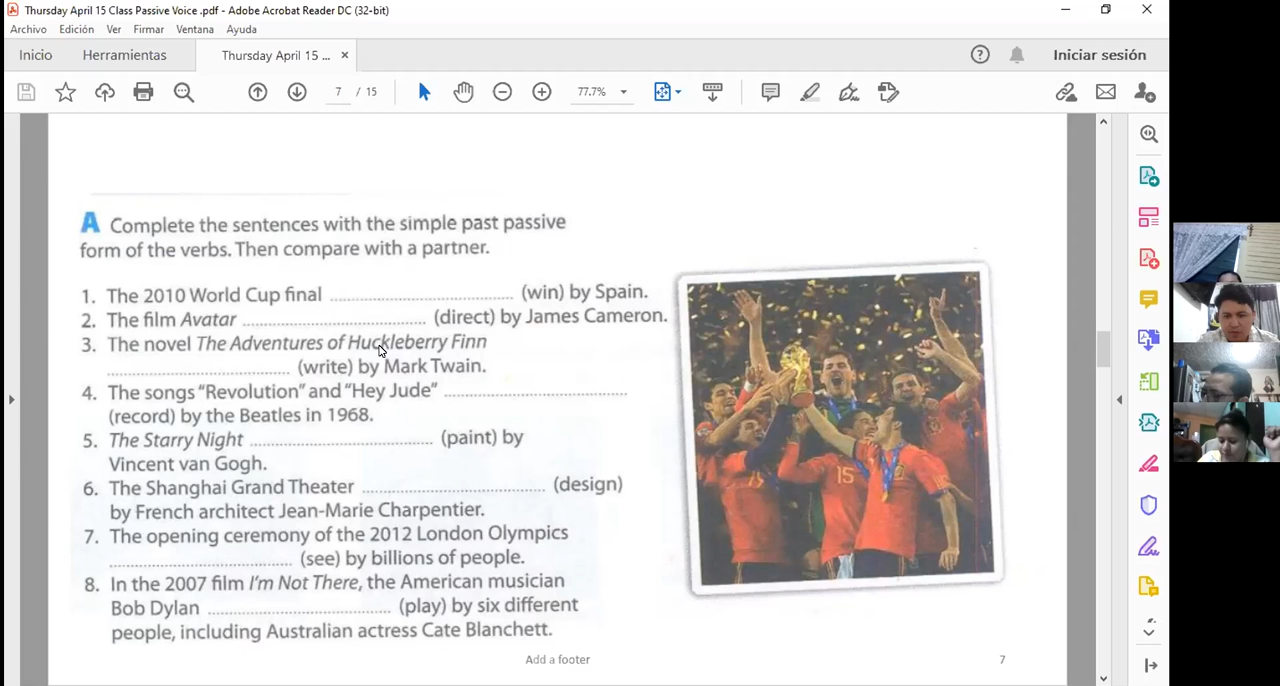 Thursday April 15 Class Passive Voice .pdf - Adobe Acrobat Reader DC (32-bit)
Archivo Edición Ver Firmar Ventana Ayuda
Inicio Herramientas Thursday April 15 ... × Iniciar sesión
7 / 15 77.7%
A Complete the sentences with the simple past passive
form of the verbs. Then compare with a partner.
1. The 2010 World Cup final ........................................ (win) by Spain.
2. The film Avatar ........................................ (direct) by James Cameron.
3. The novel The Adventures of Huckleberry Finn
........................................ (write) by Mark Twain.
4. The songs “Revolution” and “Hey Jude” ........................................
(record) by the Beatles in 1968.
5. The Starry Night ........................................ (paint) by
Vincent van Gogh.
6. The Shanghai Grand Theater ........................................ (design)
by French architect Jean-Marie Charpentier.
7. The opening ceremony of the 2012 London Olympics
........................................ (see) by billions of people.
8. In the 2007 film I’m Not There, the American musician
Bob Dylan ........................................ (play) by six different
people, including Australian actress Cate Blanchett.
15
Add a footer 7